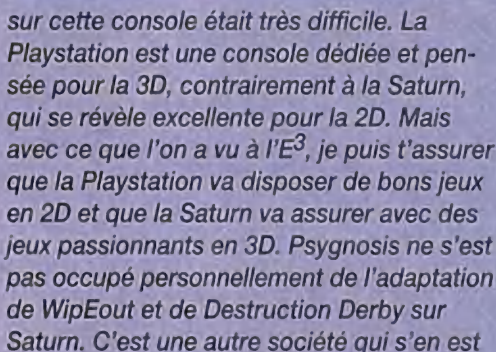 sur cette console était très difficile. La
Playstation est une console dédiée et pen-
sée pour la 3D, contrairement à la Saturn,
qui se révèle excellente pour la 2D. Mais
avec ce que l'on a vu à l'E³, je puis t'assurer
que la Playstation va disposer de bons jeux
en 2D et que la Saturn va assurer avec des
jeux passionnants en 3D. Psygnosis ne s'est
pas occupé personnellement de l'adaptation
de WipEout et de Destruction Derby sur
Saturn. C'est une autre société qui s'en est